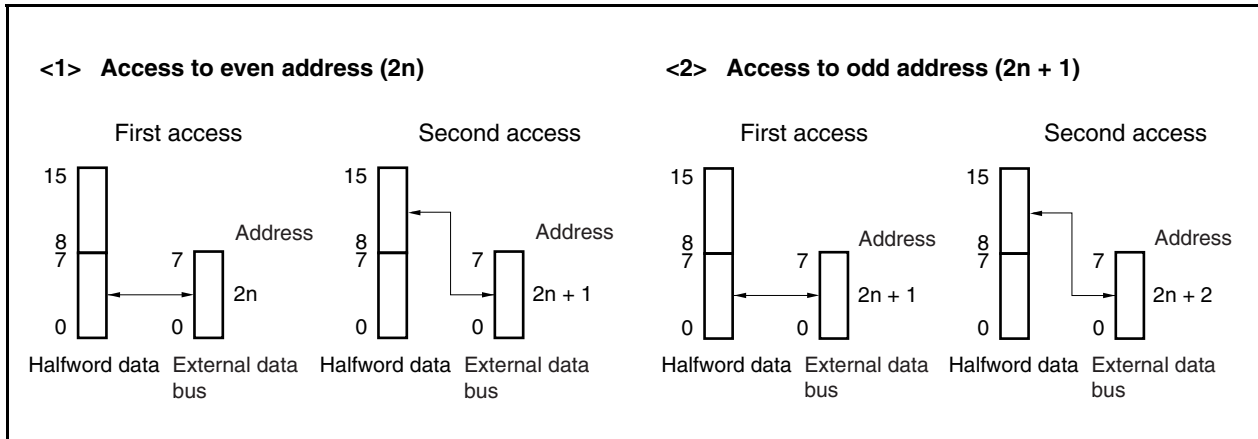 <1> Access to even address (2n)
First access
15
8
7
0
7
0
Address
2n
Halfword data
External data
bus
Second access
15
8
7
0
7
0
Address
2n + 1
Halfword data
External data
bus
<2> Access to odd address (2n + 1)
First access
15
8
7
0
7
0
Address
2n + 1
Halfword data
External data
bus
Second access
15
8
7
0
7
0
Address
2n + 2
Halfword data
External data
bus